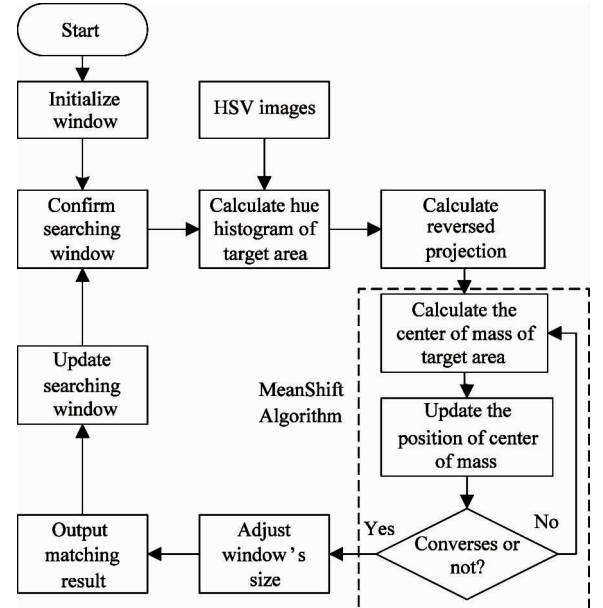 Start
Initialize
window
HSV images
Confirm
searching
window
Calculate hue
histogram of
target area
Calculate
reversed
projection
Calculate the
center of mass of
target area
Update
searching
window
MeanShift
Algorithm
Update the
position of center
of mass
Yes
No
Output
matching
result
Adjust
window's
size
Converses or
not?